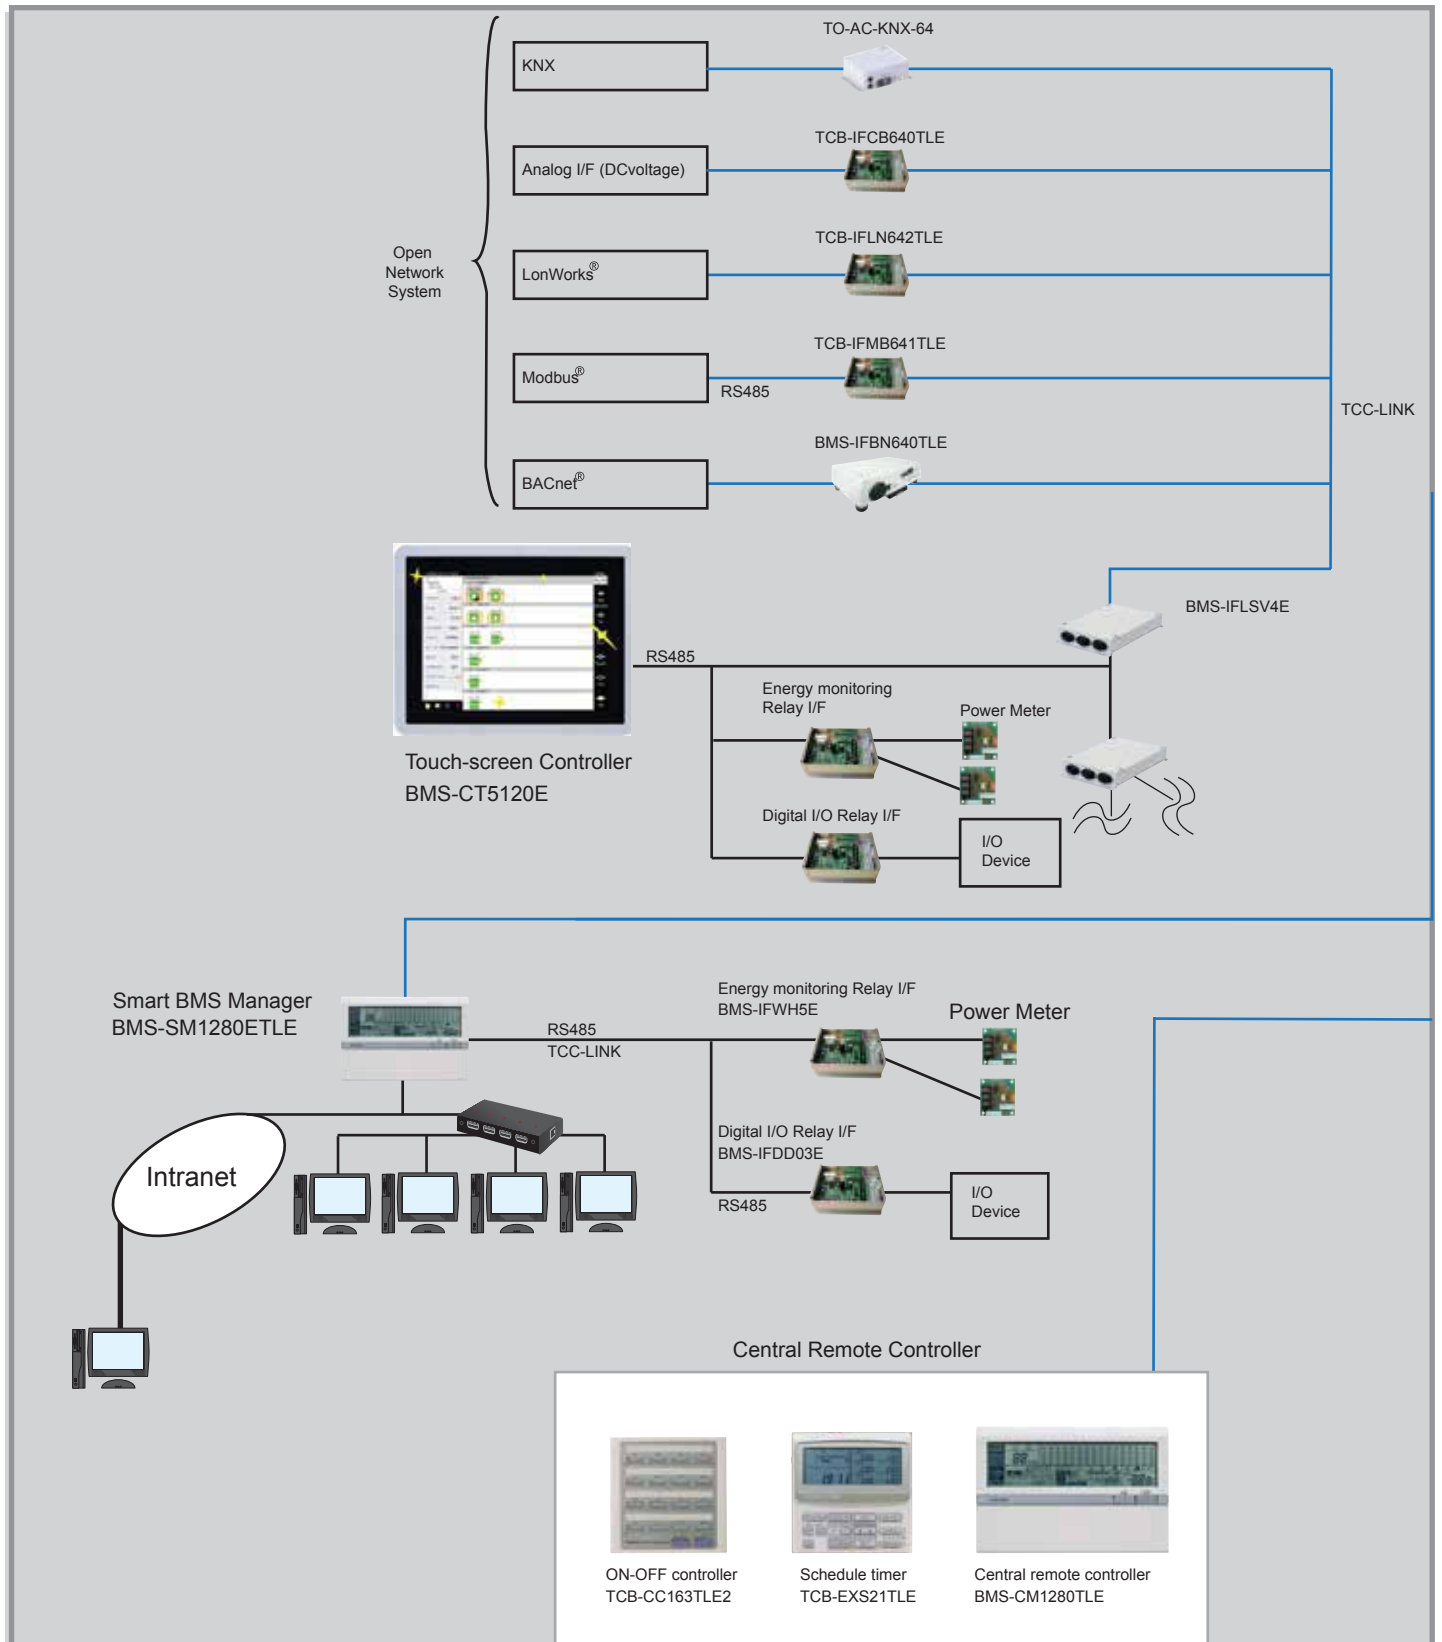 TO-AC-KNX-64
KNX
TCB-IFCB640TLE
Analog I/F (DCvoltage)
TCB-IFLN642TLE
Open
Network
System
LonWorks®
TCB-IFMB641TLE
Modbus®
RS485
TCC-LINK
BMS-IFBN640TLE
BACnet®
BMS-IFLSV4E
RS485
Energy monitoring
Relay I/F
Power Meter
Touch-screen Controller
BMS-CT5120E
Digital I/O Relay I/F
I/O
Device
Smart BMS Manager
BMS-SM1280ETLE
Energy monitoring Relay I/F
BMS-IFWH5E
Power Meter
RS485
TCC-LINK
Digital I/O Relay I/F
BMS-IFDD03E
Intranet
RS485
I/O
Device
Central Remote Controller
ON-OFF controller
TCB-CC163TLE2
Schedule timer
TCB-EXS21TLE
Central remote controller
BMS-CM1280TLE